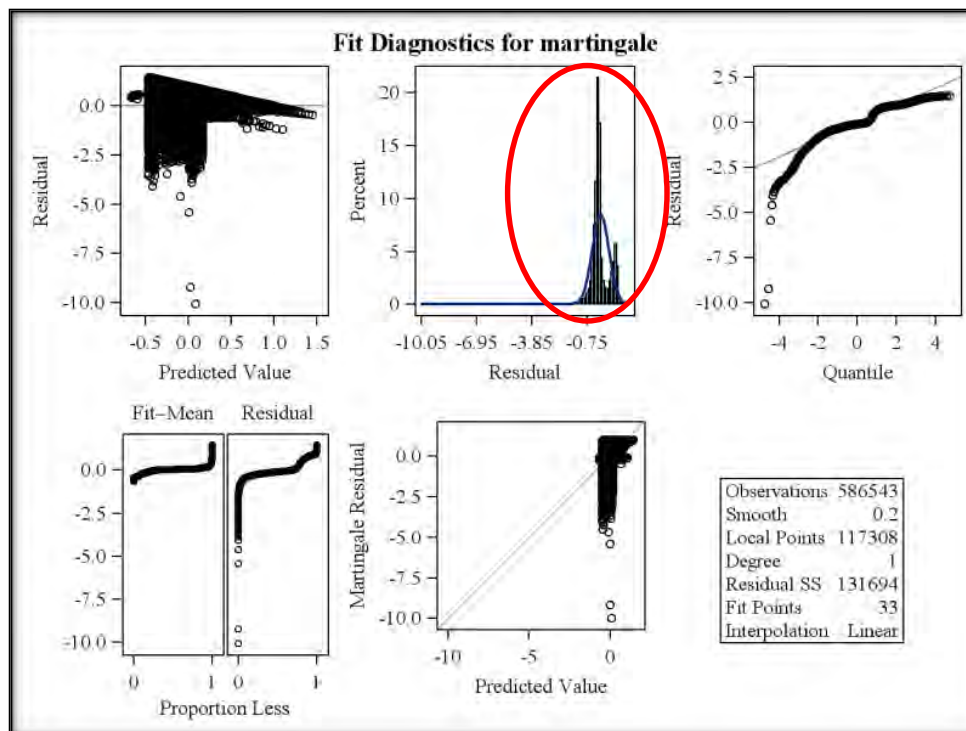 Fit Diagnostics for martingale
Residual
0.0
-2.5
-5.0
-7.5
-10.0
-0.5 0.0 0.5 1.0 1.5
Predicted Value
Percent
20
15
10
5
0
-10.05 -6.95 -3.85 -0.75
Residual
Residual
2.5
0.0
-2.5
-5.0
-7.5
-10.0
-4 -2 0 2 4
Quantile
Fit–Mean Residual
0.0
-2.5
-5.0
-7.5
-10.0
0 1 0 1
Proportion Less
Martingale Residual
0.0
-2.5
-5.0
-7.5
-10.0
-10 -5 0
Predicted Value
Observations 586543
Smooth 0.2
Local Points 117308
Degree 1
Residual SS 131694
Fit Points 33
Interpolation Linear